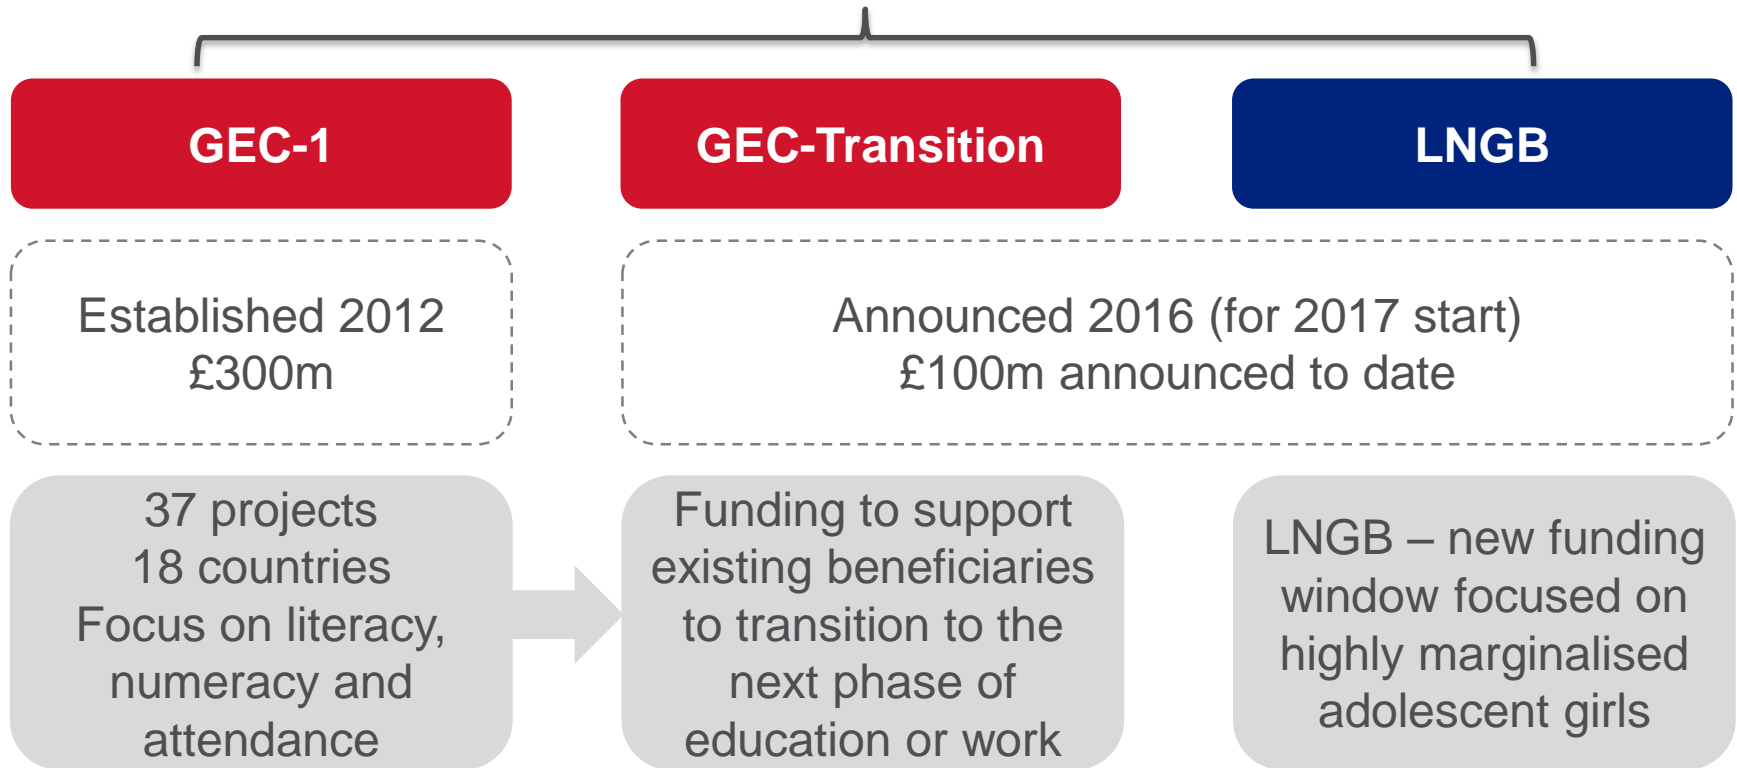 GEC-1
GEC-Transition
LNGB
Established 2012
£300m
Announced 2016 (for 2017 start)
£100m announced to date
37 projects
18 countries
Focus on literacy,
numeracy and
attendance
Funding to support
existing beneficiaries
to transition to the
next phase of
education or work
LNGB – new funding
window focused on
highly marginalised
adolescent girls